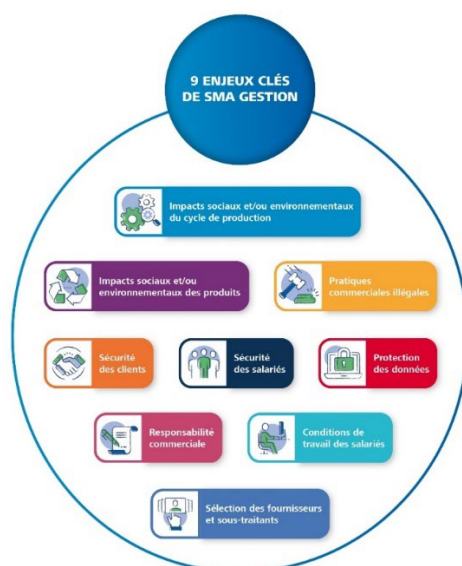 9 ENJEUX CLÉS
DE SMA GESTION
Impacts sociaux et/ou environnementaux
du cycle de production
Impacts sociaux et/ou
environnementaux des produits
Pratiques
commerciales illégales
Sécurité
des clients
Sécurité
des salariés
Protection
des données
Responsabilité
commerciale
Conditions de
travail des salariés
Sélection des fournisseurs
et sous-traitants